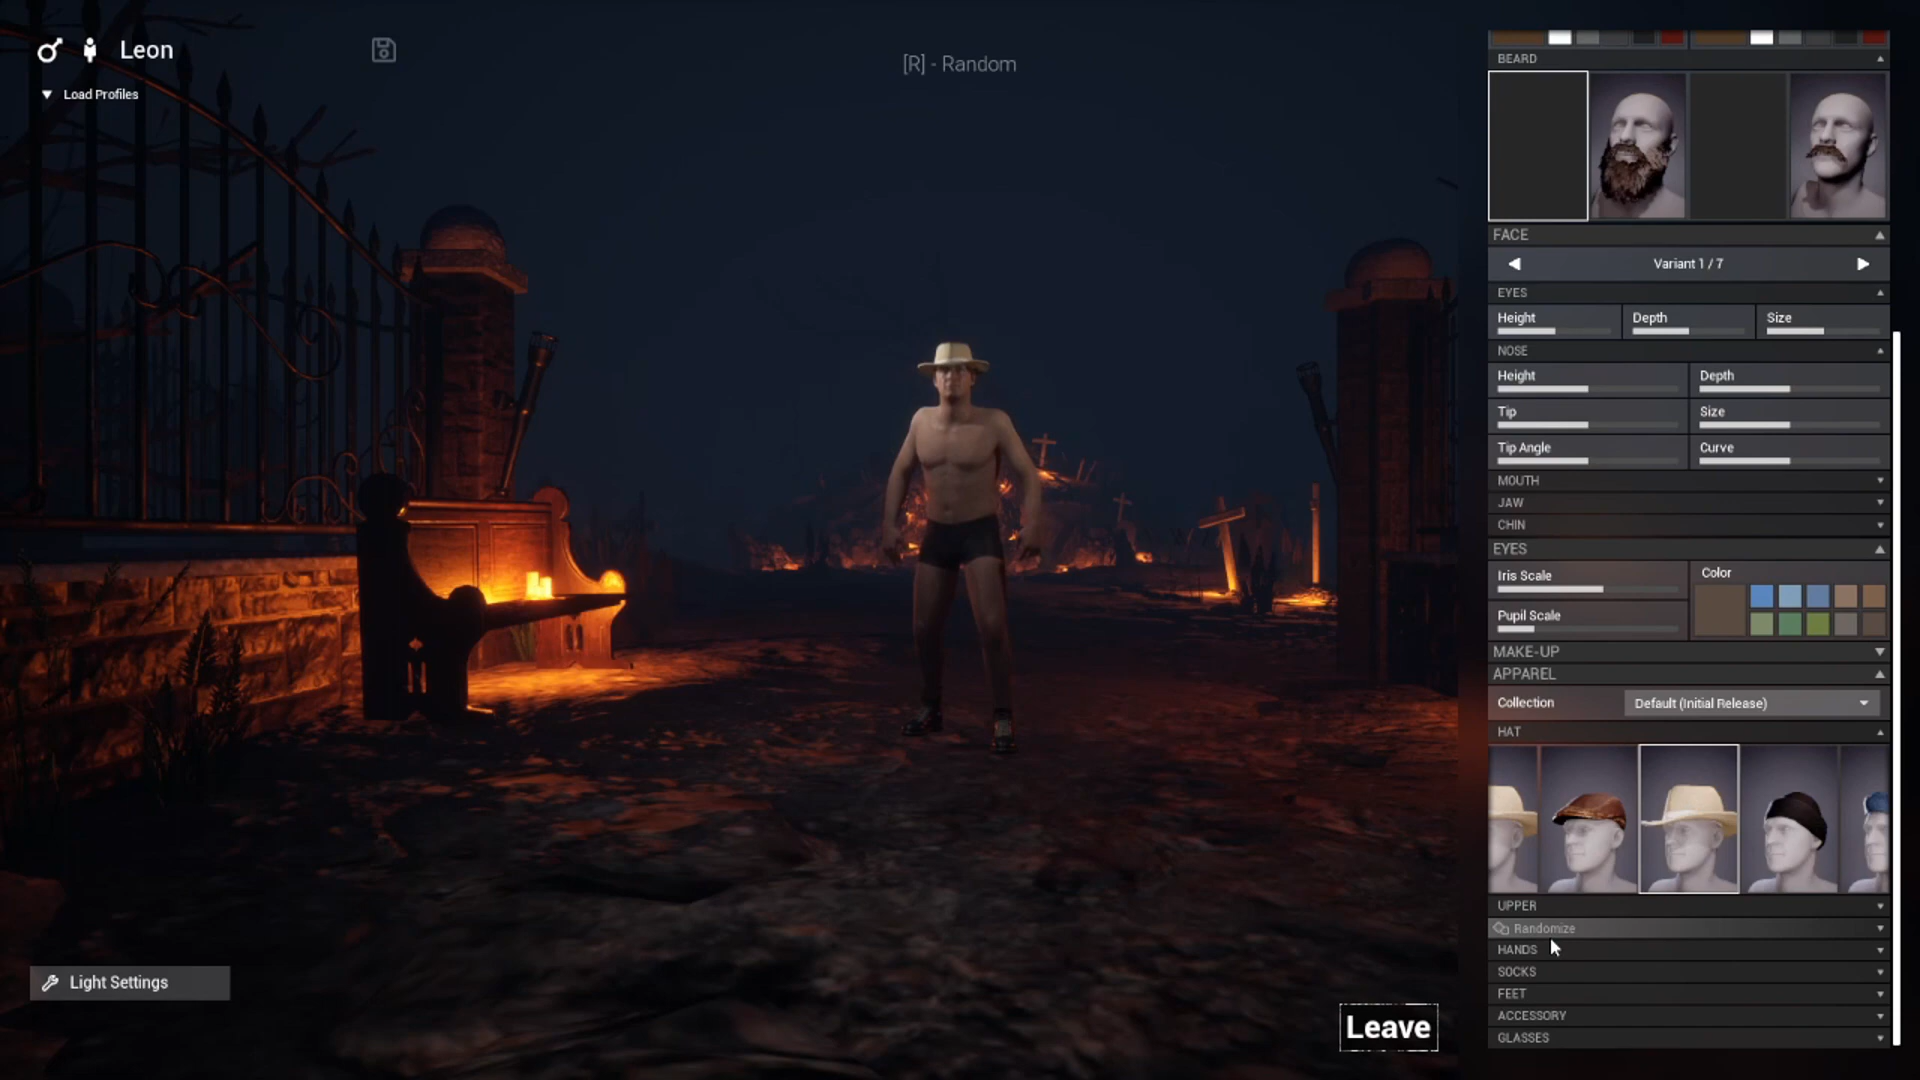 Leon
Load Profiles
[R] - Random
BEARD
FACE
Variant 1 / 7
EYES
Height
Depth
Size
NOSE
Height
Depth
Tip
Size
Tip Angle
Curve
MOUTH
JAW
CHIN
EYES
Iris Scale
Color
Pupil Scale
MAKE-UP
APPAREL
Collection
Default (Initial Release)
HAT
UPPER
Randomize
HANDS
SOCKS
FEET
ACCESSORY
GLASSES
Light Settings
Leave